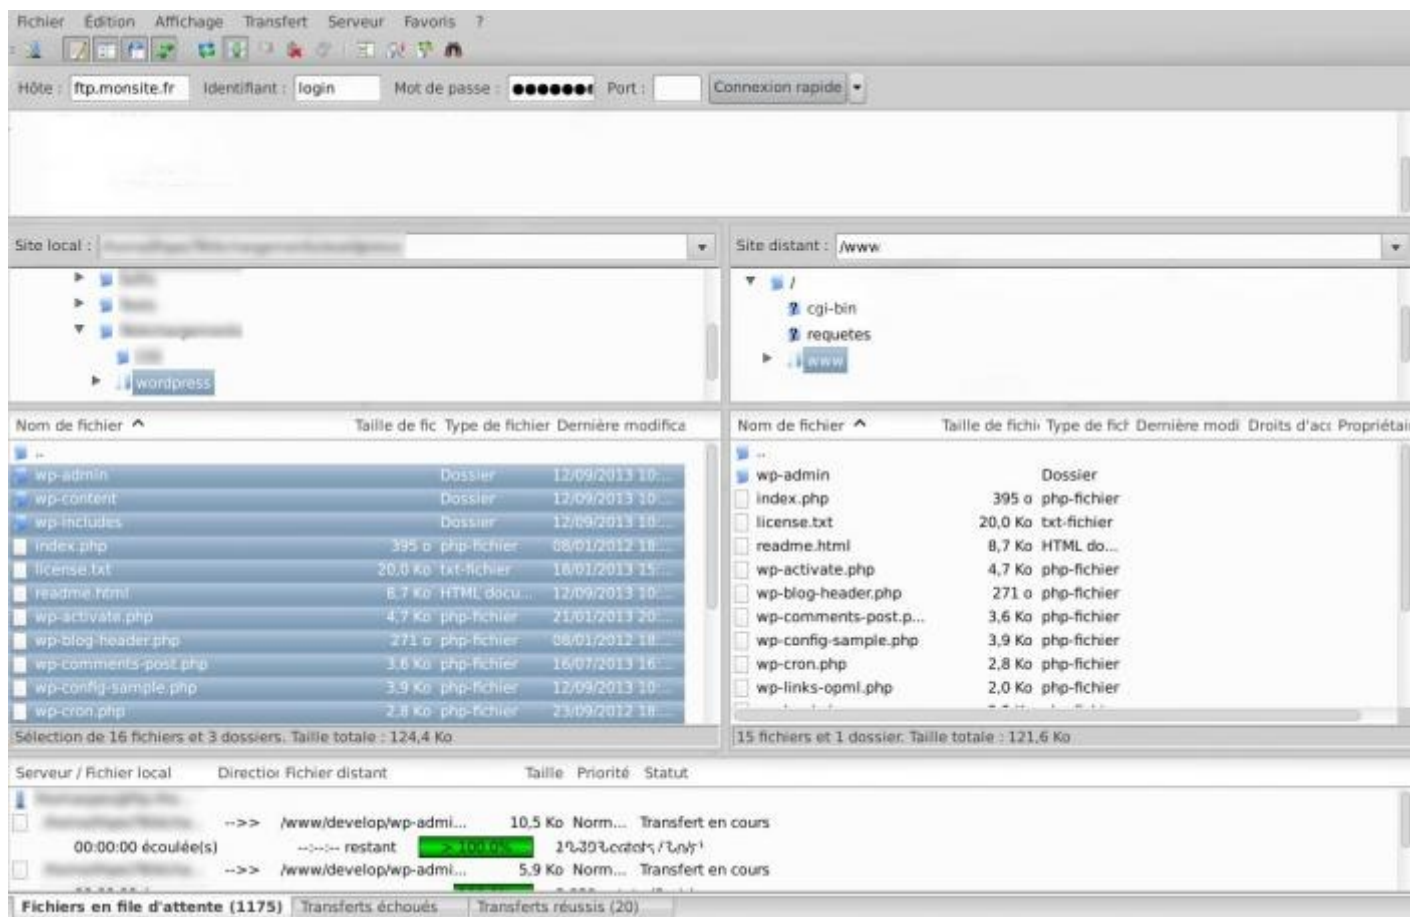 Fichier Édition Affichage Transfert Serveur Favoris ?
Hôte : ftp.monsite.fr Identifiant : login Mot de passe : Port : Connexion rapide
Site local : Site distant : /www
/
cgi-bin
requetes
www
wordpress
Nom de fichier Taille de fic Type de fichier Dernière modifica
..
wp-admin Dossier 12/09/2013 10:...
wp-content Dossier 12/09/2013 10:...
wp-includes Dossier 12/09/2013 10:...
index.php 395 o php-fichier 08/01/2012 18:...
license.txt 20,0 Ko txt-fichier 18/01/2013 15:...
readme.html 8,7 Ko HTML docu... 12/09/2013 10:...
wp-activate.php 4,7 Ko php-fichier 21/01/2013 20:...
wp-blog-header.php 271 o php-fichier 08/01/2012 18:...
wp-comments-post.php 3,6 Ko php-fichier 16/07/2013 16:...
wp-config-sample.php 3,9 Ko php-fichier 12/09/2013 10:...
wp-cron.php 2,8 Ko php-fichier 23/09/2012 18:...
Sélection de 16 fichiers et 3 dossiers. Taille totale : 124,4 Ko
Nom de fichier Taille de fichi Type de fich Dernière modi Droits d'acc Propriétai
..
wp-admin Dossier
index.php 395 o php-fichier
license.txt 20,0 Ko txt-fichier
readme.html 8,7 Ko HTML do...
wp-activate.php 4,7 Ko php-fichier
wp-blog-header.php 271 o php-fichier
wp-comments-post.p... 3,6 Ko php-fichier
wp-config-sample.php 3,9 Ko php-fichier
wp-cron.php 2,8 Ko php-fichier
wp-links-opml.php 2,0 Ko php-fichier
15 fichiers et 1 dossier. Taille totale : 121,6 Ko
Serveur / Fichier local Direction Fichier distant Taille Priorité Statut
-->> /www/develop/wp-admi... 10,5 Ko Norm... Transfert en cours
00:00:00 écoulée(s) --:--:-- restant > 100.0%
-->> /www/develop/wp-admi... 5,9 Ko Norm... Transfert en cours
Fichiers en file d'attente (1175) Transferts échoués Transferts réussis (20)